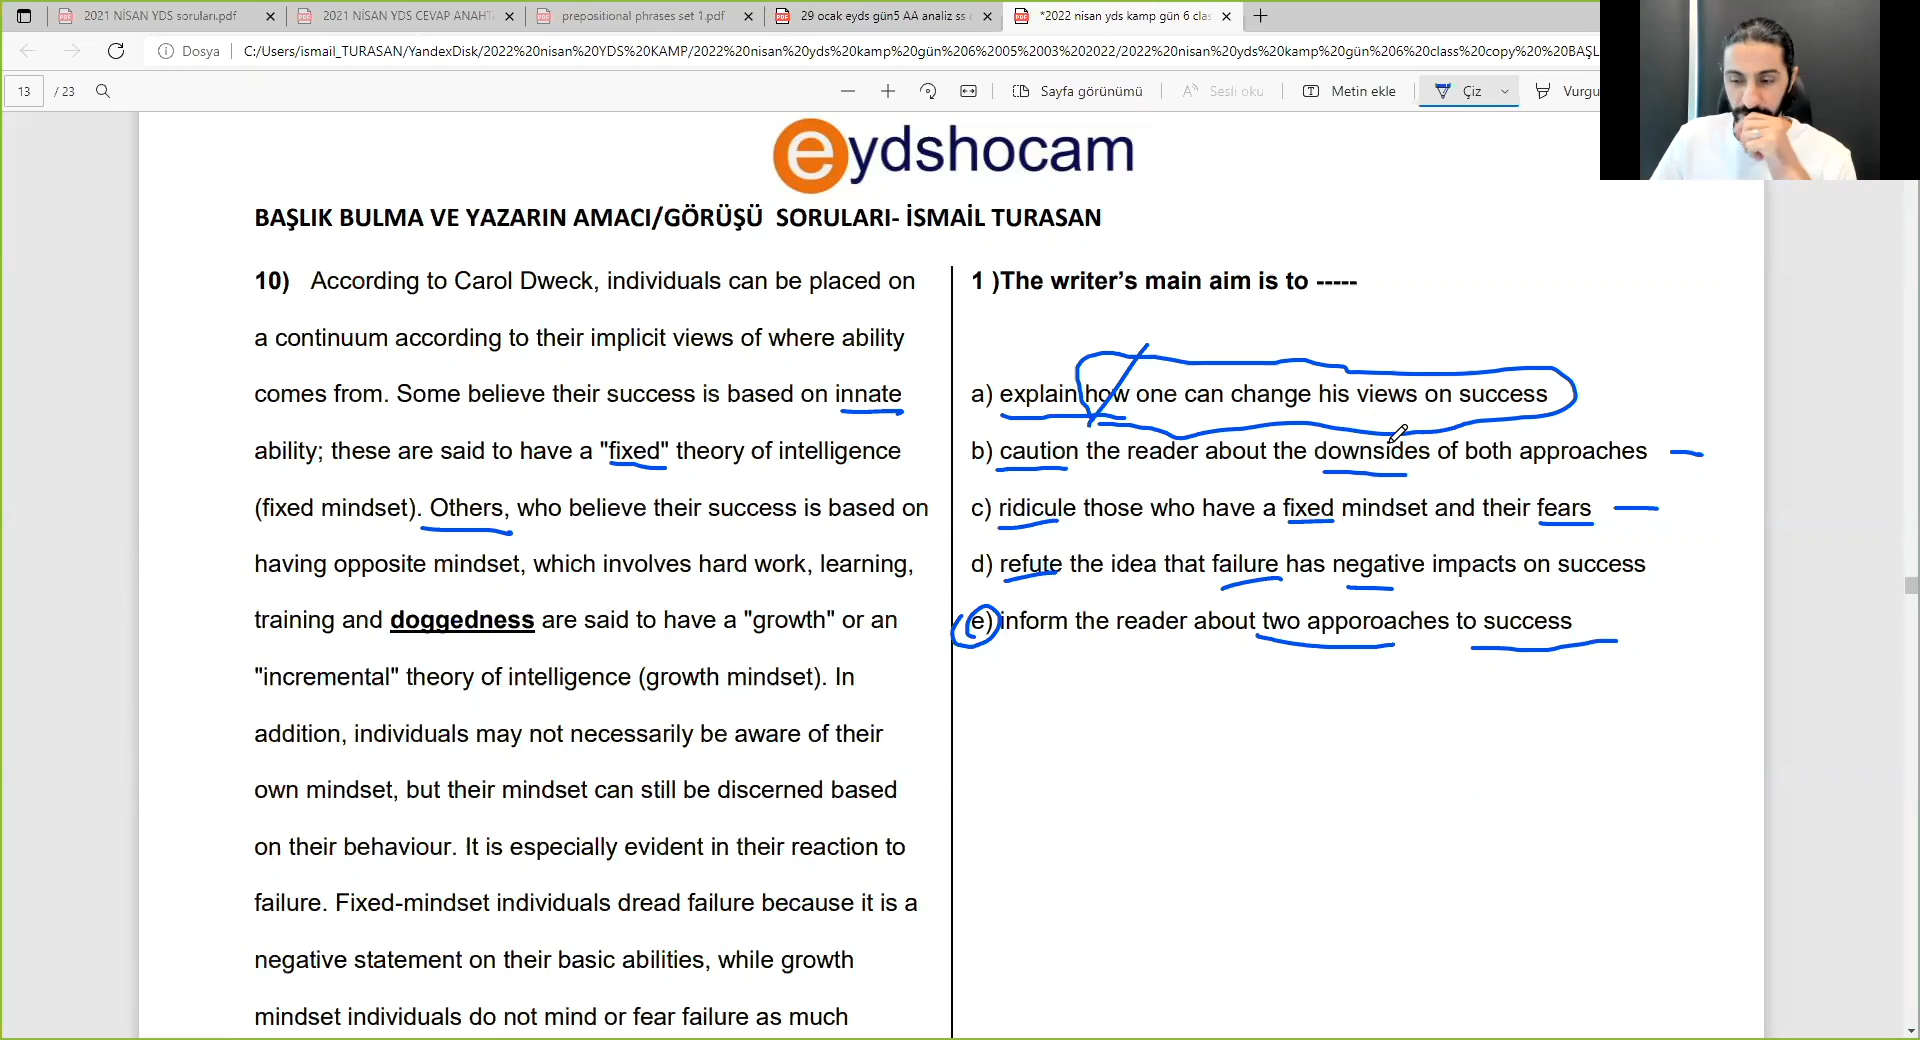 2021 NİSAN YDS soruları.pdf
2021 NİSAN YDS CEVAP ANAHT
prepositional phrases set 1.pdf
29 ocak eyds gün5 AA analiz ss c
*2022 nisan yds kamp gün 6 clas
Dosya
C:/Users/ismail_TURASAN/YandexDisk/2022%20nisan%20YDS%20KAMP/2022%20nisan%20yds%20kamp%20gün%206%2005%2003%202022/2022%20nisan%20yds%20kamp%20gün%206%20class%20copy%20%20BAŞL
13 / 23
Sayfa görünümü
Sesli oku
Metin ekle
Çiz
Vurgu
eydshocam
BAŞLIK BULMA VE YAZARIN AMACI/GÖRÜŞÜ SORULARI- İSMAİL TURASAN
10) According to Carol Dweck, individuals can be placed on
a continuum according to their implicit views of where ability
comes from. Some believe their success is based on innate
ability; these are said to have a "fixed" theory of intelligence
(fixed mindset). Others, who believe their success is based on
having opposite mindset, which involves hard work, learning,
training and doggedness are said to have a "growth" or an
"incremental" theory of intelligence (growth mindset). In
addition, individuals may not necessarily be aware of their
own mindset, but their mindset can still be discerned based
on their behaviour. It is especially evident in their reaction to
failure. Fixed-mindset individuals dread failure because it is a
negative statement on their basic abilities, while growth
mindset individuals do not mind or fear failure as much
1 )The writer's main aim is to -----
a) explain how one can change his views on success
b) caution the reader about the downsides of both approaches
c) ridicule those who have a fixed mindset and their fears
d) refute the idea that failure has negative impacts on success
e) inform the reader about two apporoaches to success